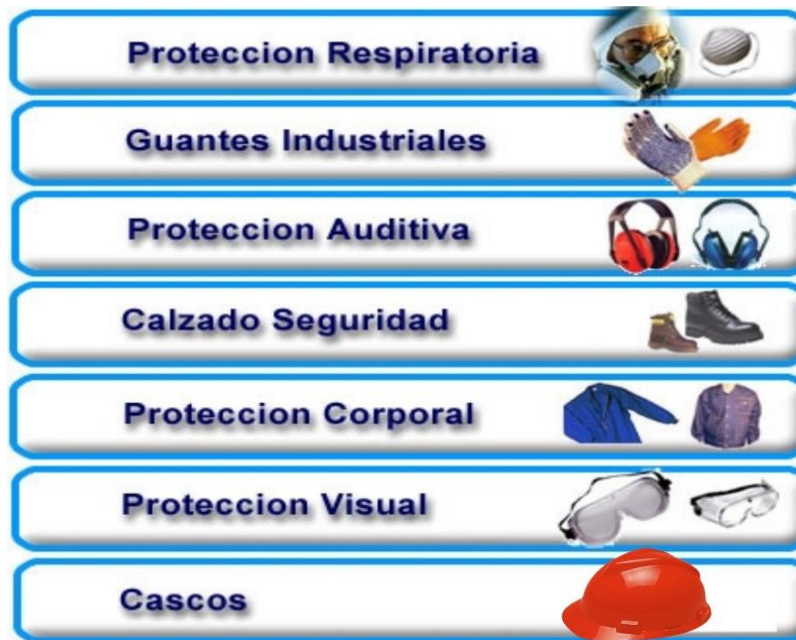 Proteccion Respiratoria
Guantes Industriales
Proteccion Auditiva
Calzado Seguridad
Proteccion Corporal
Proteccion Visual
Cascos